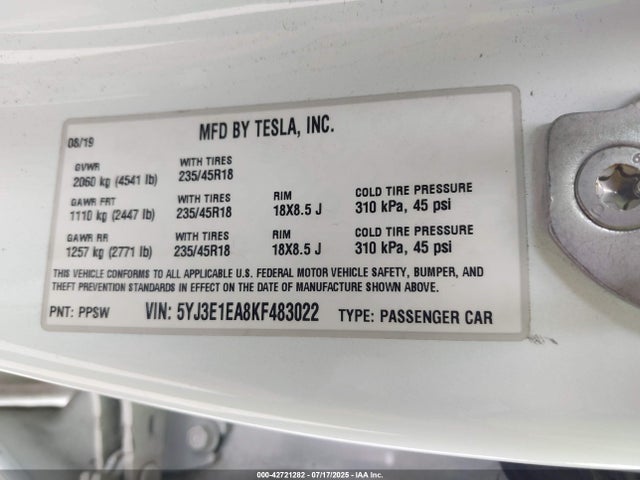 08/19 MFD BY TESLA, INC.
GVWR WITH TIRES
2060 kg (4541 lb) 235/45R18
GAWR FRT WITH TIRES RIM COLD TIRE PRESSURE
1110 kg (2447 lb) 235/45R18 18X8.5 J 310 kPa, 45 psi
GAWR RR WITH TIRES RIM COLD TIRE PRESSURE
1257 kg (2771 lb) 235/45R18 18X8.5 J 310 kPa, 45 psi
THIS VEHICLE CONFORMS TO ALL APPLICABLE U.S. FEDERAL MOTOR VEHICLE SAFETY, BUMPER, AND
THEFT PREVENTION STANDARDS IN EFFECT ON THE DATE OF MANUFACTURE SHOWN ABOVE.
PNT: PPSW VIN: 5YJ3E1EA8KF483022 TYPE: PASSENGER CAR
000-42721282 - 07/17/2025 - IAA Inc.